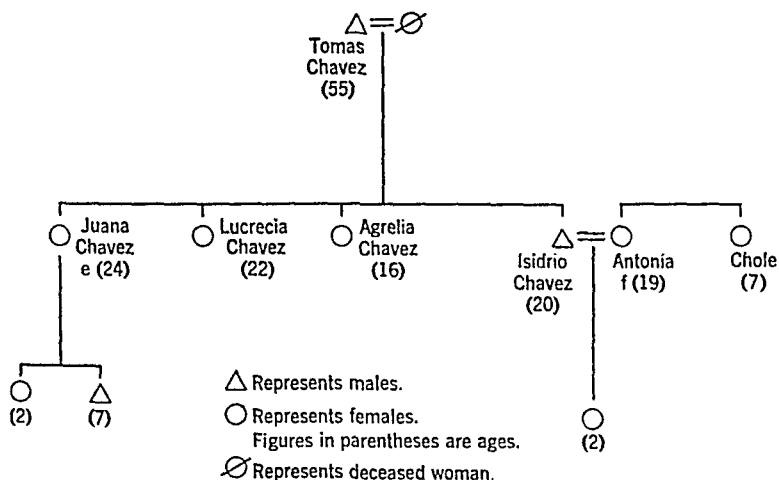 Tomas
Chavez
(55)
Juana
Chavez
e (24)
Lucrecia
Chavez
(22)
Agrelia
Chavez
(16)
Isidrio
Chavez
(20)
Antonia
f (19)
Chole
(7)
(2)
(7)
(2)
Represents males.
Represents females.
Figures in parentheses are ages.
Represents deceased woman.